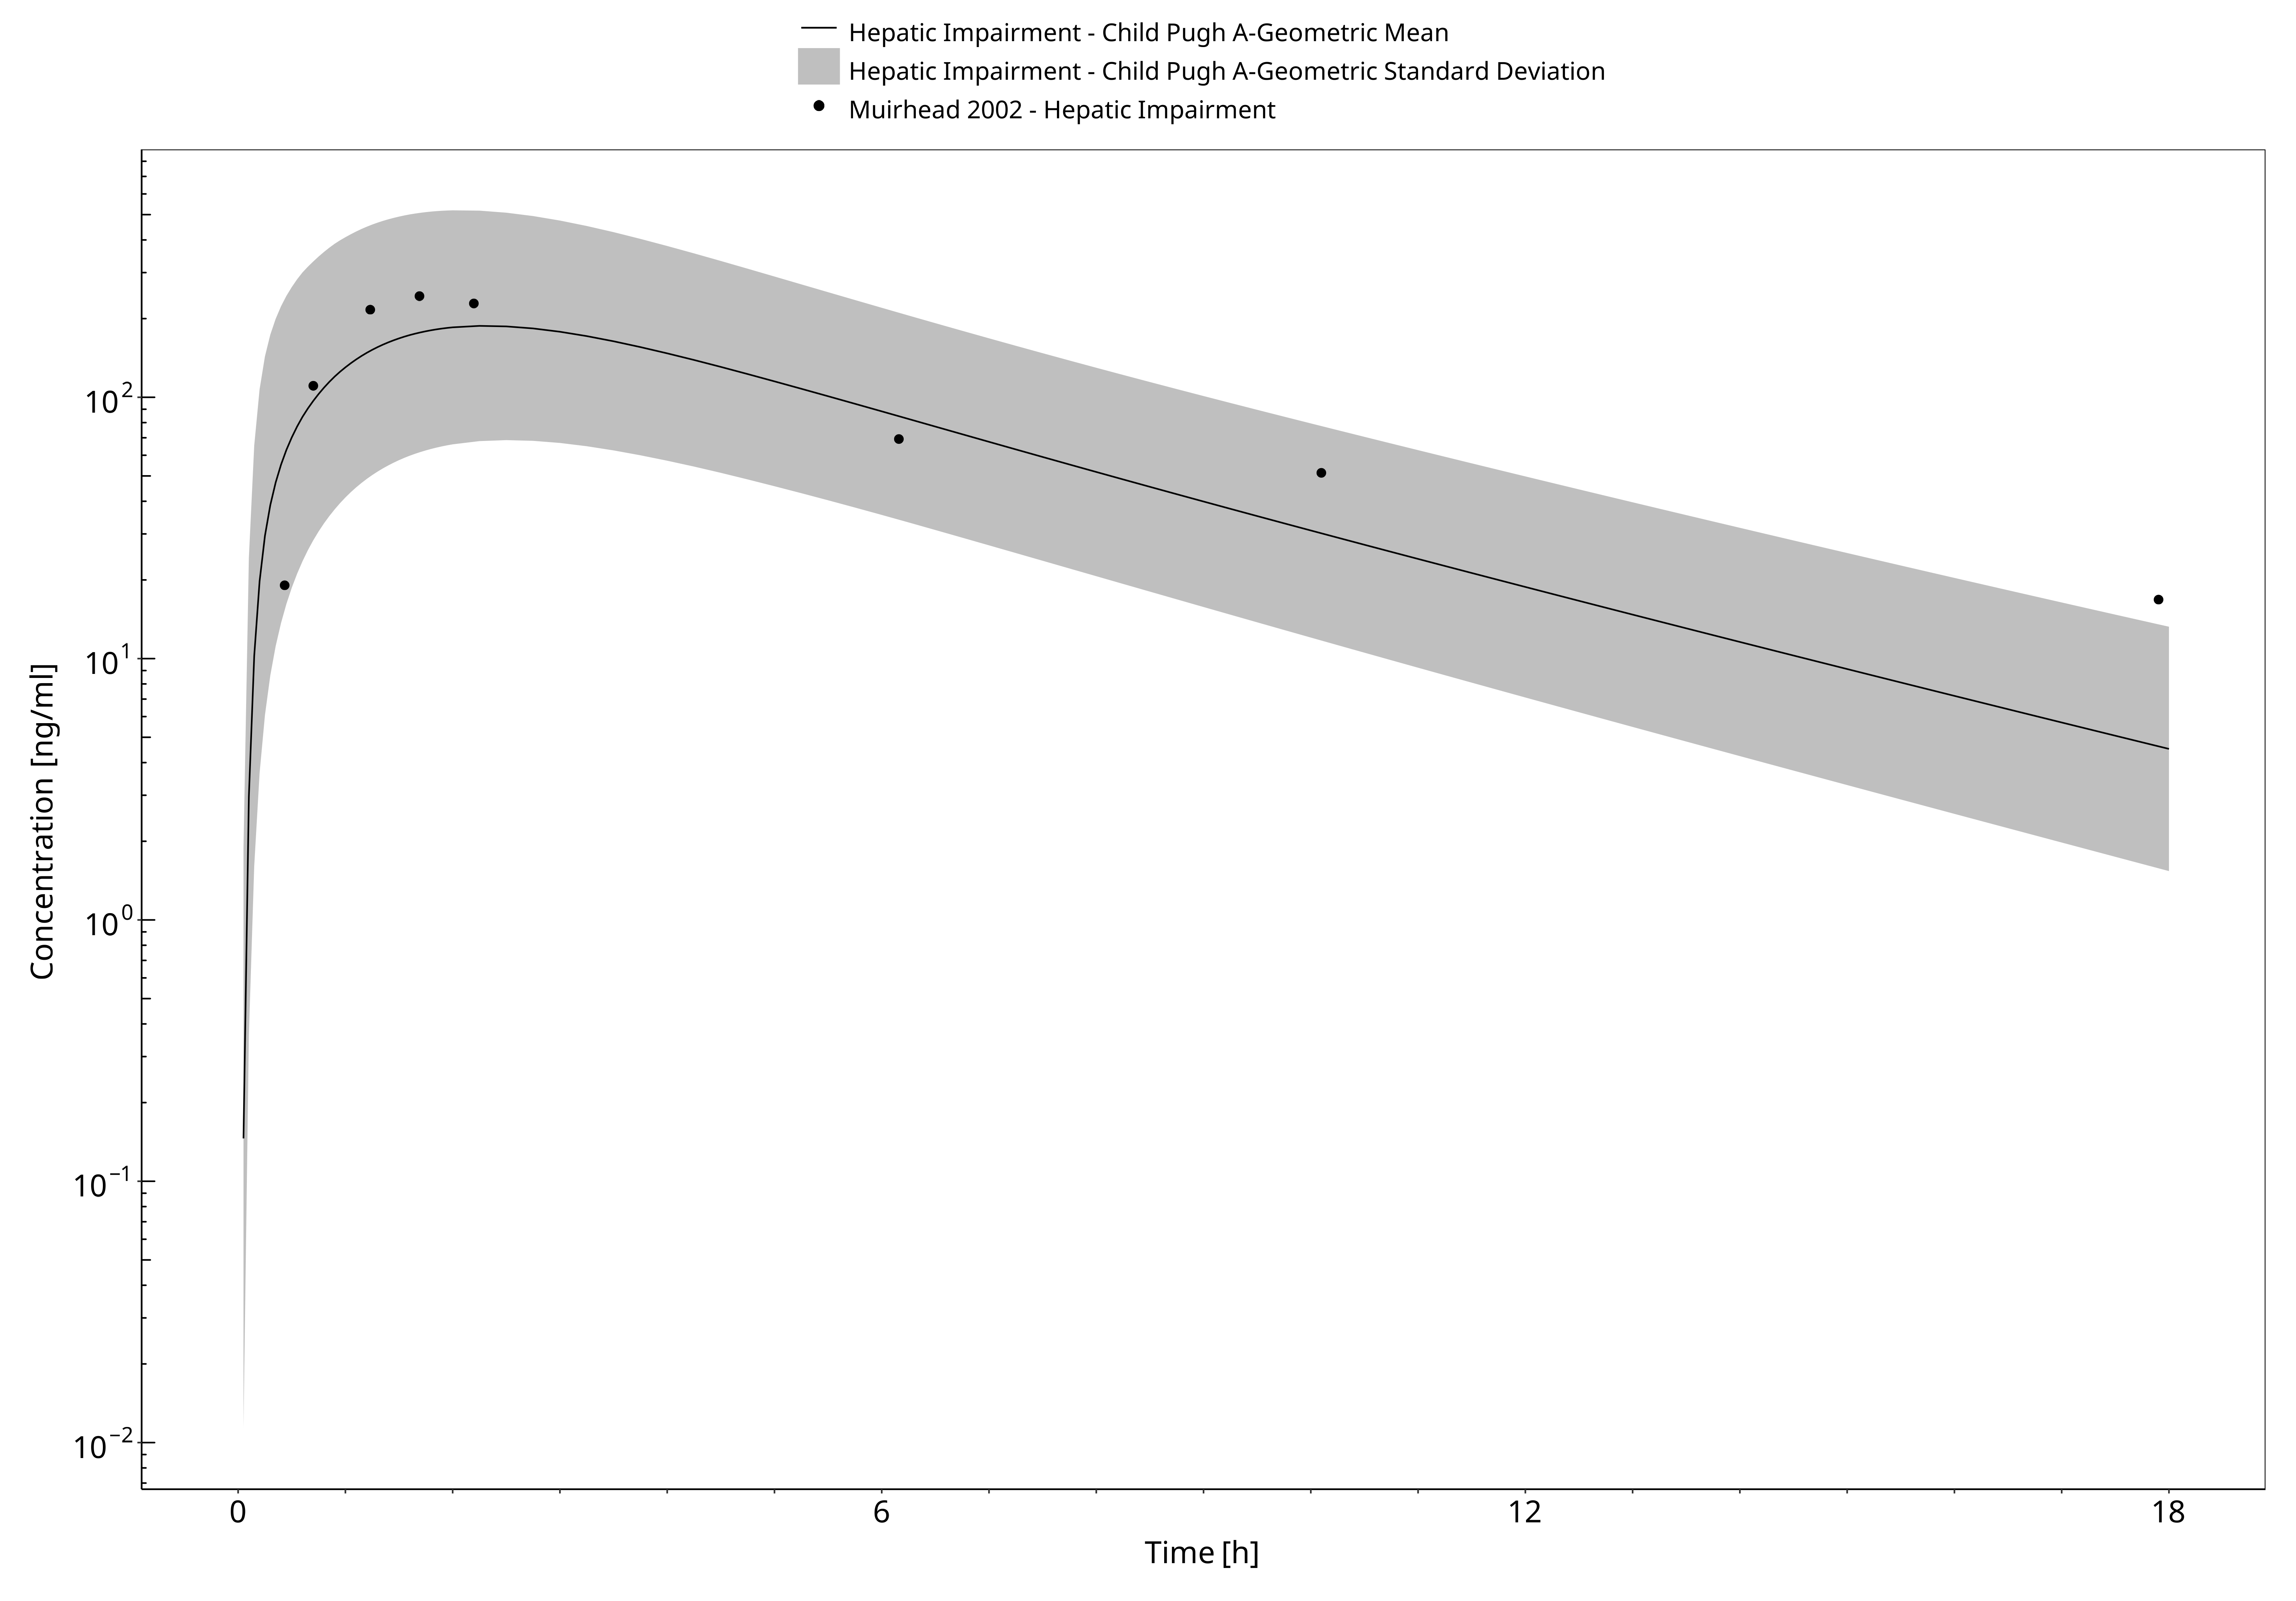 Hepatic Impairment - Child Pugh A-Geometric Mean
Hepatic Impairment - Child Pugh A-Geometric Standard Deviation
Muirhead 2002 - Hepatic Impairment
10^2
10^1
10^0
10^−1
10^−2
Concentration [ng/ml]
0 6 12 18
Time [h]